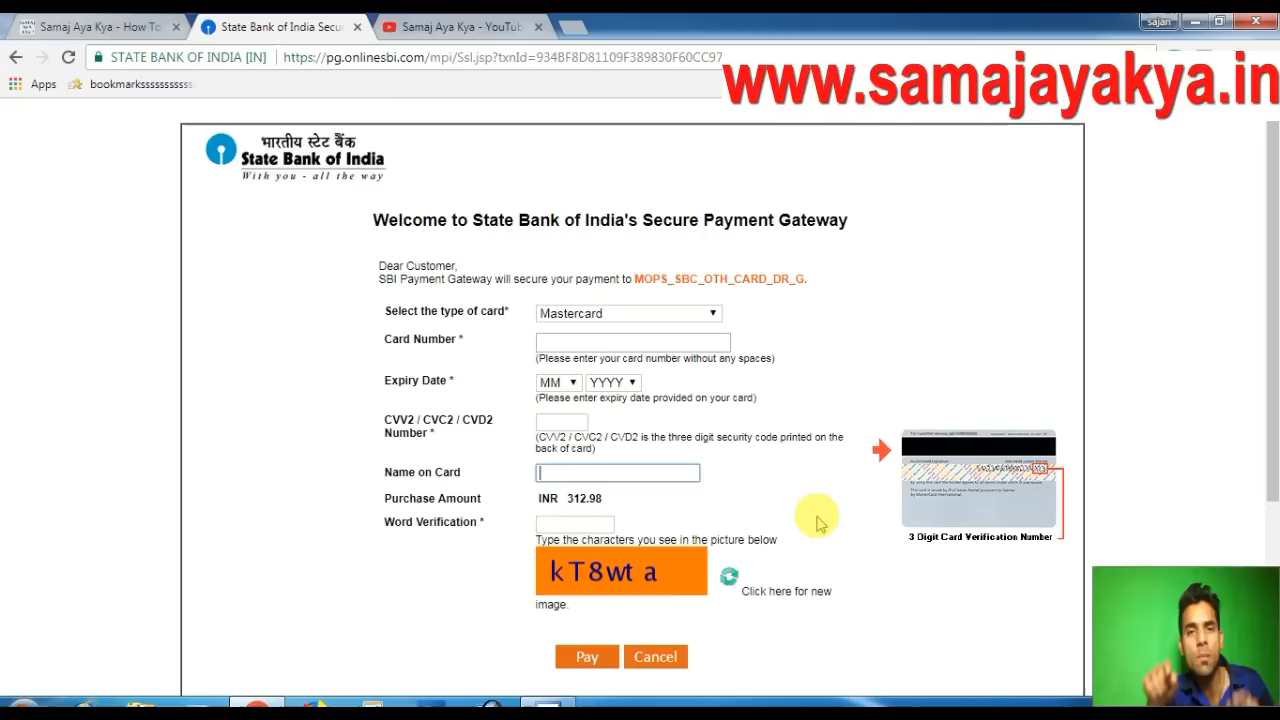 Samaj Aya Kya - How To
State Bank of India Secu
Samaj Aya Kya - YouTub
sajan
STATE BANK OF INDIA [IN]
https://pg.onlinesbi.com/mpi/Ssl.jsp?txnId=934BF8D81109F389830F60CC97
www.samajayakya.in
Apps
bookmarksssssssssss
भारतीय स्टेट बैंक
State Bank of India
With you - all the way
Welcome to State Bank of India's Secure Payment Gateway
Dear Customer,
SBI Payment Gateway will secure your payment to MOPS_SBC_OTH_CARD_DR_G.
Select the type of card* Mastercard
Card Number *
(Please enter your card number without any spaces)
Expiry Date * MM YYYY
(Please enter expiry date provided on your card)
CVV2 / CVC2 / CVD2
Number *
(CVV2 / CVC2 / CVD2 is the three digit security code printed on the
back of card)
3 Digit Card Verification Number
Name on Card
Purchase Amount INR 312.98
Word Verification *
Type the characters you see in the picture below
kT8wt a
Click here for new
image.
Pay Cancel